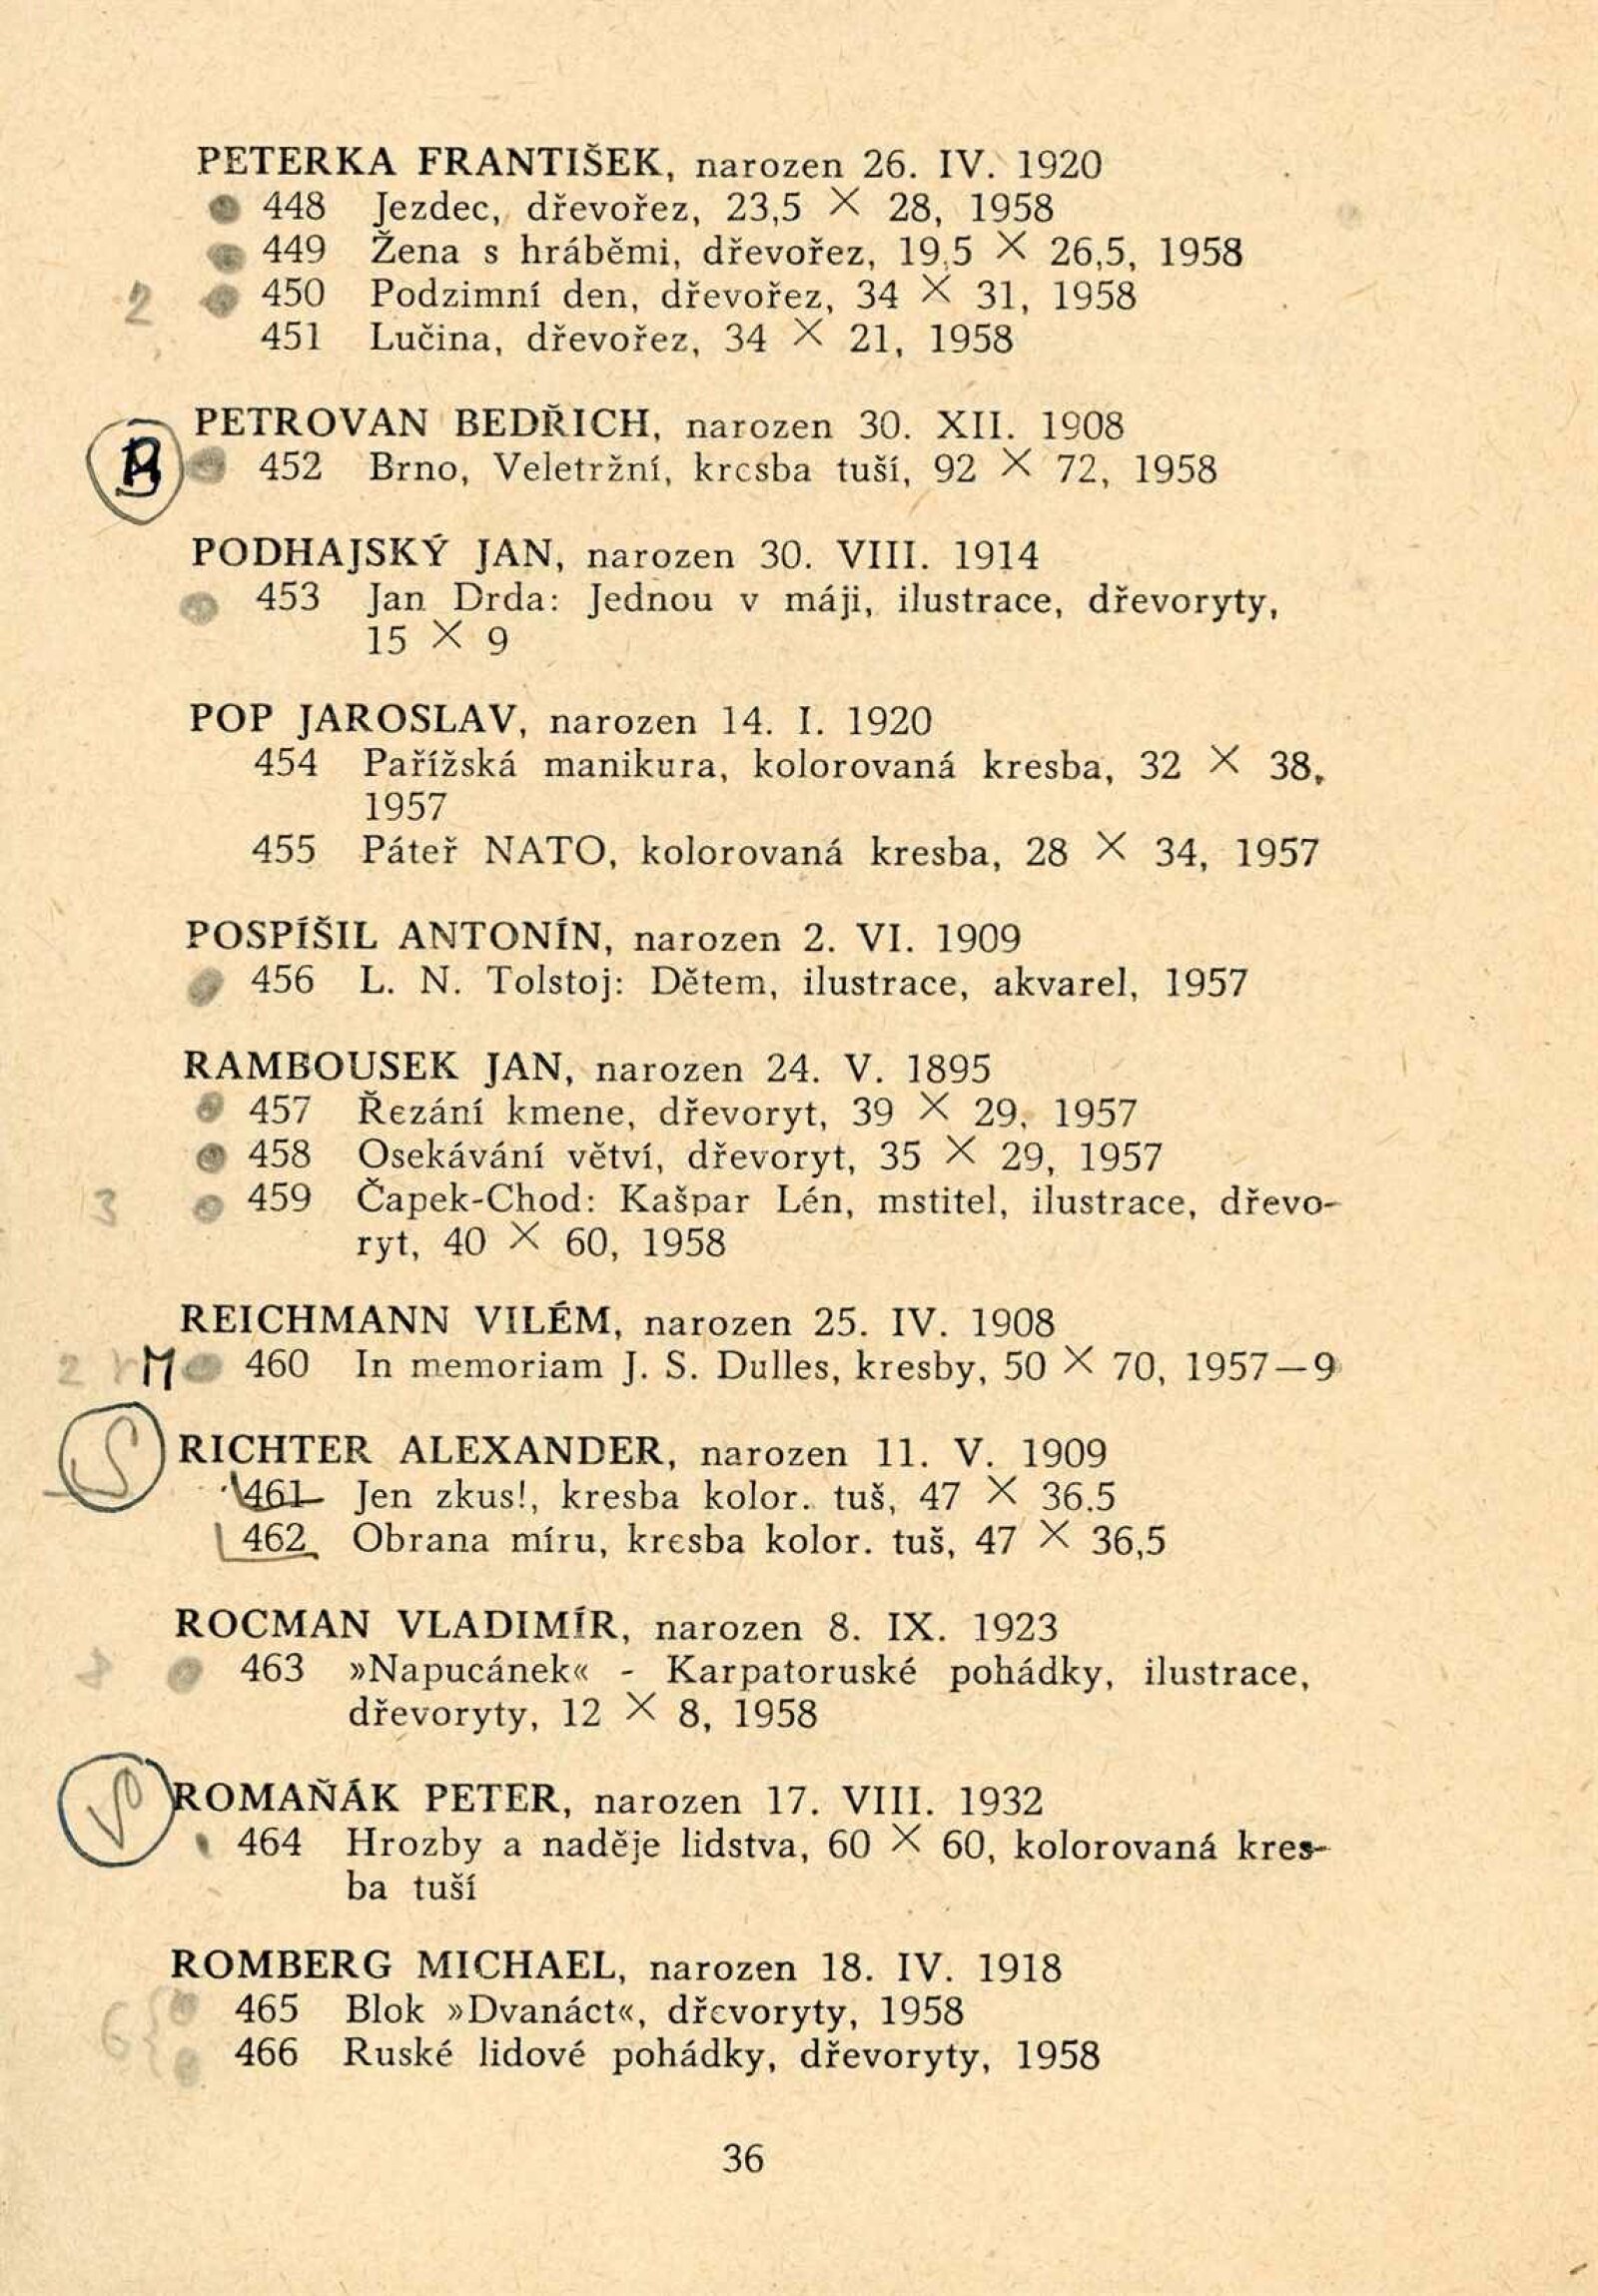 PETERKA FRANTIŠEK, narozen 26. IV. 1920
448 Jezdec, dřevořez, 23,5 × 28, 1958
449 Žena s hráběmi, dřevořez, 19,5 × 26,5, 1958
2 450 Podzimní den, dřevořez, 34 × 31, 1958
451 Lučina, dřevořez, 34 × 21, 1958
PETROVAN BEDŘICH, narozen 30. XII. 1908
B 452 Brno, Veletržní, kresba tuší, 92 × 72, 1958
PODHAJSKÝ JAN, narozen 30. VIII. 1914
453 Jan Drda: Jednou v máji, ilustrace, dřevoryty,
15 × 9
POP JAROSLAV, narozen 14. I. 1920
454 Pařížská manikura, kolorovaná kresba, 32 × 38,
1957
455 Páteř NATO, kolorovaná kresba, 28 × 34, 1957
POSPÍŠIL ANTONÍN, narozen 2. VI. 1909
456 L. N. Tolstoj: Dětem, ilustrace, akvarel, 1957
RAMBOUSEK JAN, narozen 24. V. 1895
457 Řezání kmene, dřevoryt, 39 × 29, 1957
458 Osekávání větví, dřevoryt, 35 × 29, 1957
3 459 Čapek-Chod: Kašpar Lén, mstitel, ilustrace, dřevo-
ryt, 40 × 60, 1958
REICHMANN VILÉM, narozen 25. IV. 1908
2 M 460 In memoriam J. S. Dulles, kresby, 50 × 70, 1957—9
S RICHTER ALEXANDER, narozen 11. V. 1909
461 Jen zkus!, kresba kolor. tuš, 47 × 36.5
462 Obrana míru, kresba kolor. tuš, 47 × 36,5
ROCMAN VLADIMÍR, narozen 8. IX. 1923
463 »Napucánek« - Karpatoruské pohádky, ilustrace,
dřevoryty, 12 × 8, 1958
ROMAŇÁK PETER, narozen 17. VIII. 1932
464 Hrozby a naděje lidstva, 60 × 60, kolorovaná kres-
ba tuší
ROMBERG MICHAEL, narozen 18. IV. 1918
6 465 Blok »Dvanáct«, dřevoryty, 1958
466 Ruské lidové pohádky, dřevoryty, 1958
36